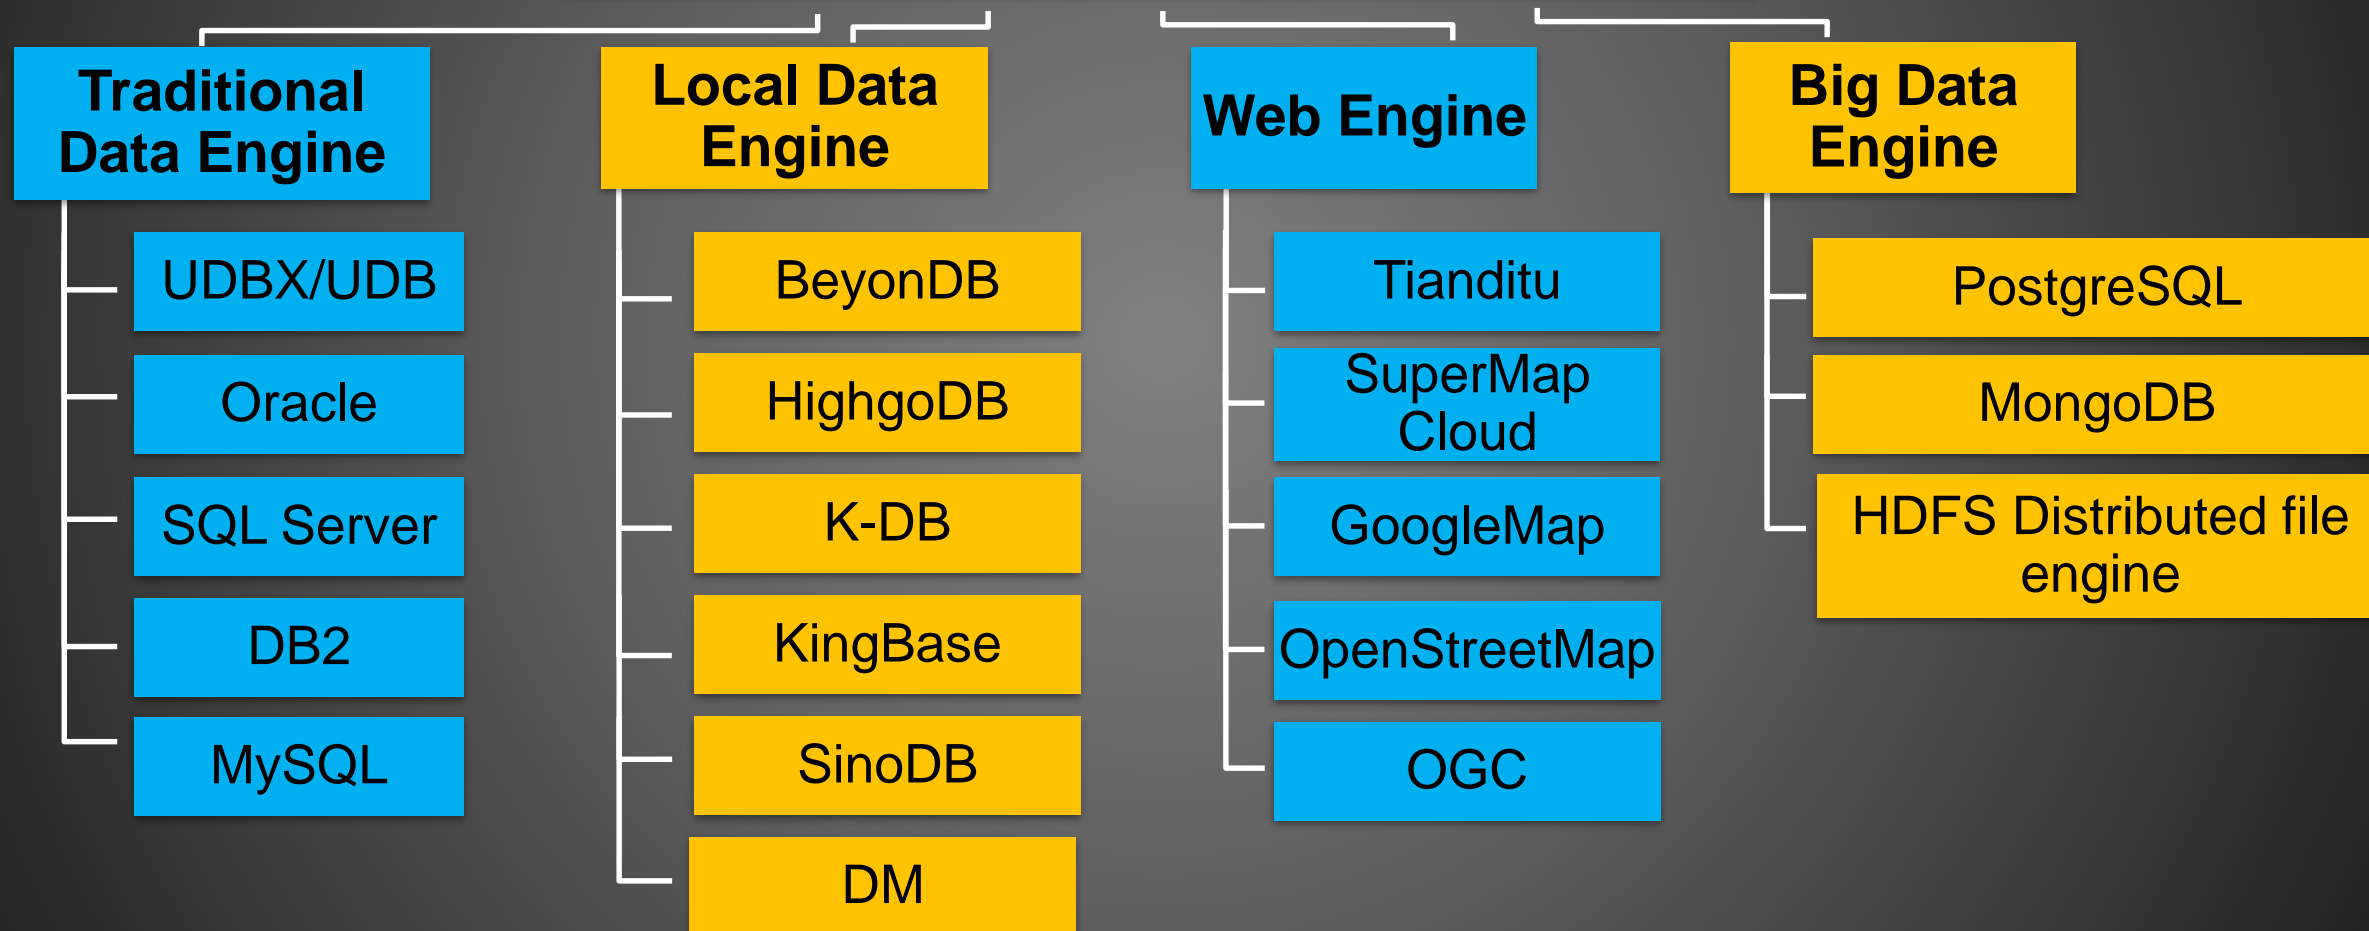 Traditional
Data Engine
UDBX/UDB
Oracle
SQL Server
DB2
MySQL
Local Data
Engine
BeyonDB
HighgoDB
K-DB
KingBase
SinoDB
DM
Web Engine
Tianditu
SuperMap
Cloud
GoogleMap
OpenStreetMap
OGC
Big Data
Engine
PostgreSQL
MongoDB
HDFS Distributed file
engine